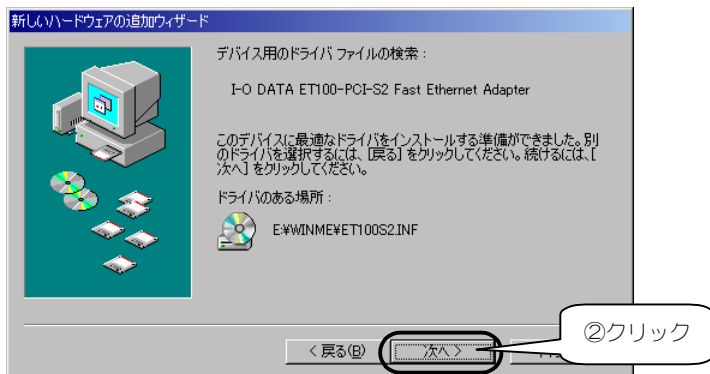 新しいハードウェアの追加ウィザード
デバイス用のドライバ ファイルの検索 :
I-O DATA ET100-PCI-S2 Fast Ethernet Adapter
このデバイスに最適なドライバをインストールする準備ができました。別
のドライバを選択するには、[戻る] をクリックしてください。続けるには、[
次へ] をクリックしてください。
ドライバのある場所 :
E:¥WINME¥ET100S2.INF
②クリック
< 戻る(B)
次へ >